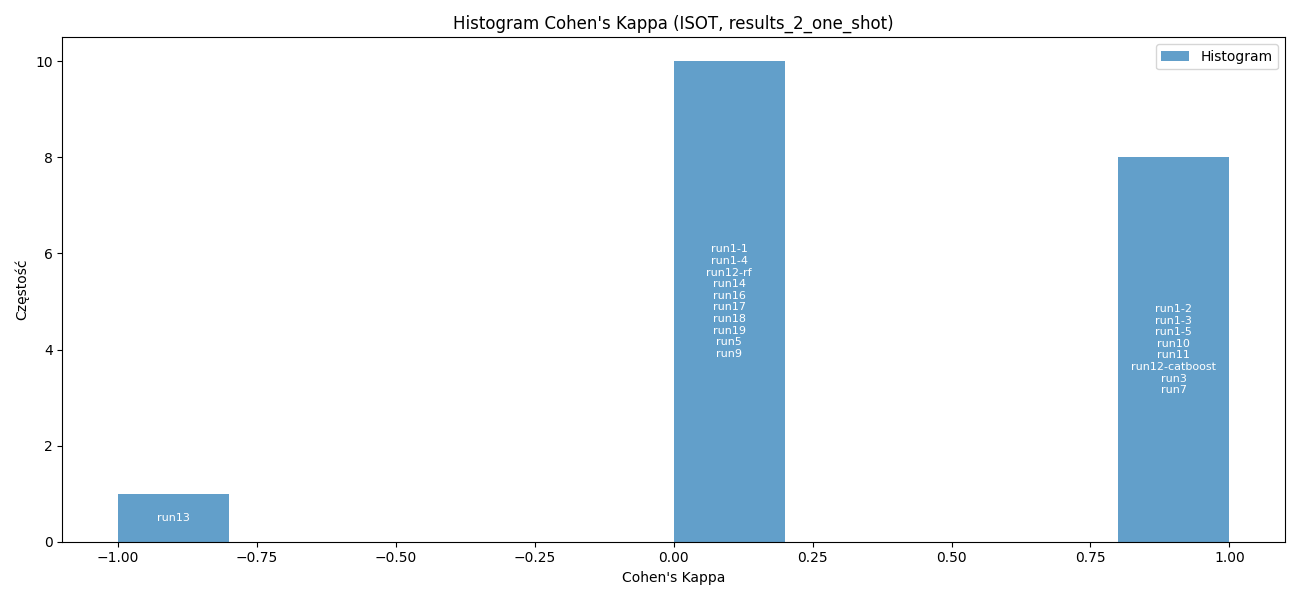 Histogram Cohen's Kappa (ISOT, results_2_one_shot)
Histogram
10
8
6
4
2
0
Częstość
run13
run1-1
run1-4
run12-rf
run14
run16
run17
run18
run19
run5
run9
run1-2
run1-3
run1-5
run10
run11
run12-catboost
run3
run7
−1.00
−0.75
−0.50
−0.25
0.00
0.25
0.50
0.75
1.00
Cohen's Kappa